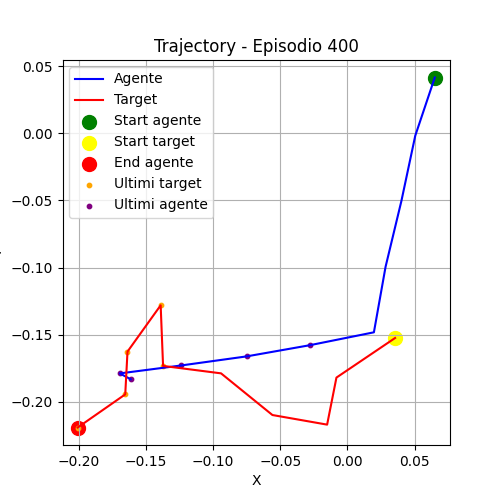 Trajectory - Episodio 400
Agente
Target
Start agente
Start target
End agente
Ultimi target
Ultimi agente
0.05
0.00
−0.05
−0.10
−0.15
−0.20
−0.20
−0.15
−0.10
−0.05
0.00
0.05
X